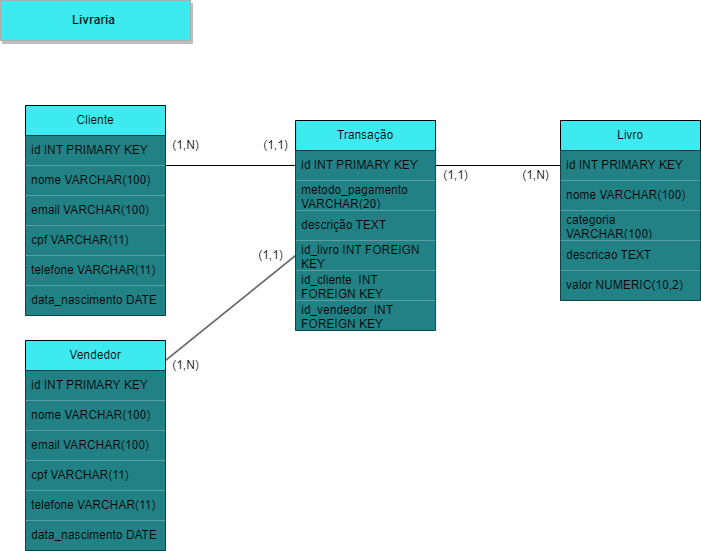 Livraria
Cliente
id INT PRIMARY KEY
nome VARCHAR(100)
email VARCHAR(100)
cpf VARCHAR(11)
telefone VARCHAR(11)
data_nascimento DATE
(1,N)
(1,1)
Transação
id INT PRIMARY KEY
metodo_pagamento
VARCHAR(20)
descrição TEXT
id_livro INT FOREIGN
KEY
id_cliente INT
FOREIGN KEY
id_vendedor INT
FOREIGN KEY
(1,1)
(1,N)
Livro
id INT PRIMARY KEY
nome VARCHAR(100)
categoria
VARCHAR(100)
descricao TEXT
valor NUMERIC(10,2)
(1,1)
(1,N)
Vendedor
id INT PRIMARY KEY
nome VARCHAR(100)
email VARCHAR(100)
cpf VARCHAR(11)
telefone VARCHAR(11)
data_nascimento DATE